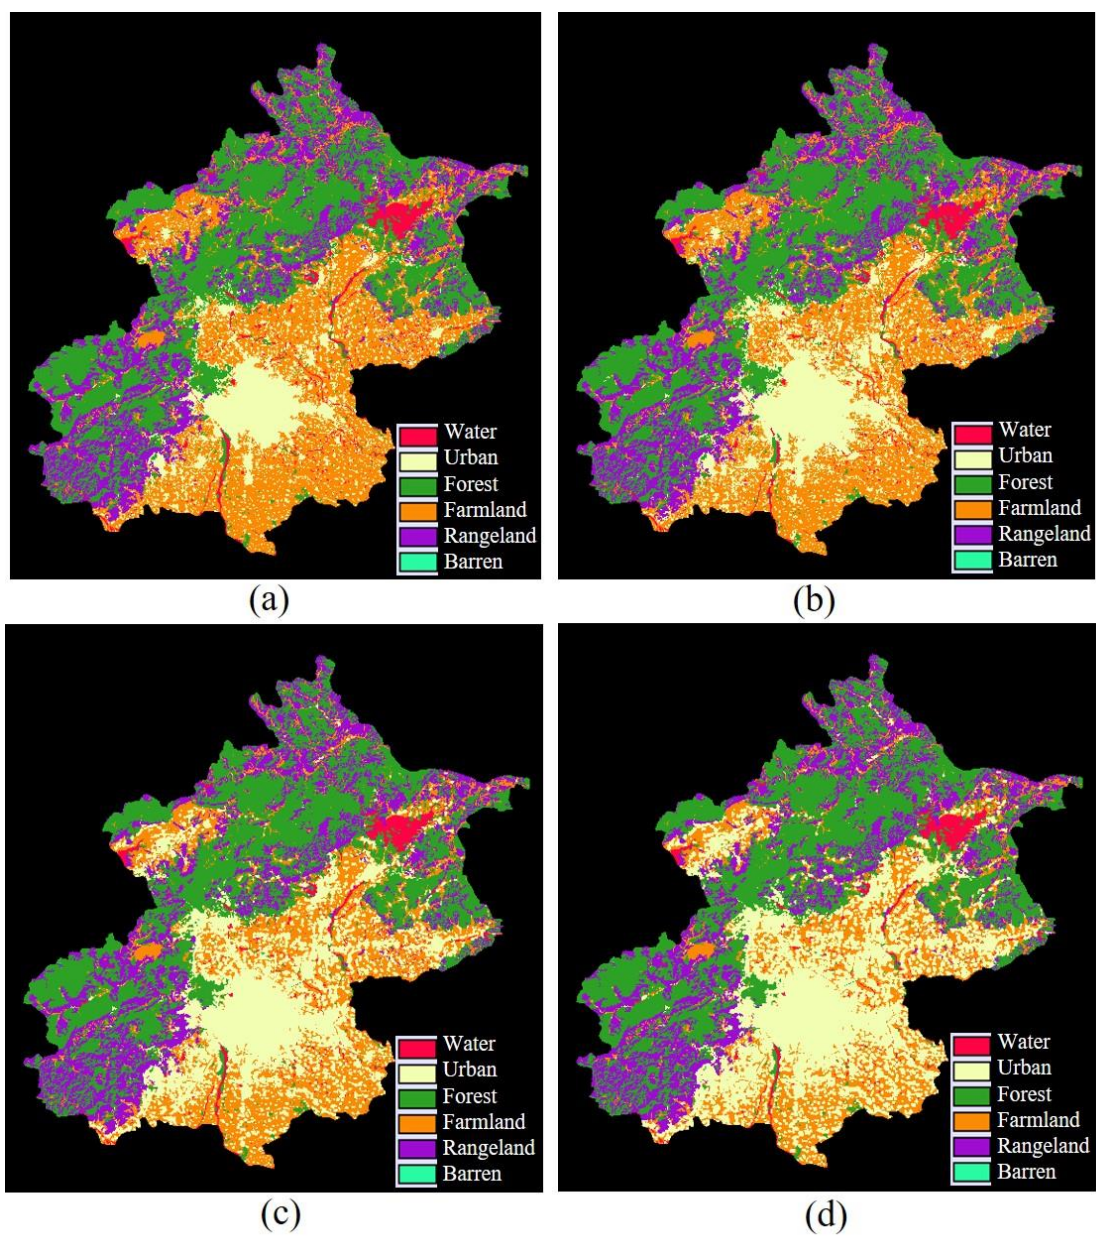 Water
Urban
Forest
Farmland
Rangeland
Barren
(a)
Water
Urban
Forest
Farmland
Rangeland
Barren
(b)
Water
Urban
Forest
Farmland
Rangeland
Barren
(c)
Water
Urban
Forest
Farmland
Rangeland
Barren
(d)